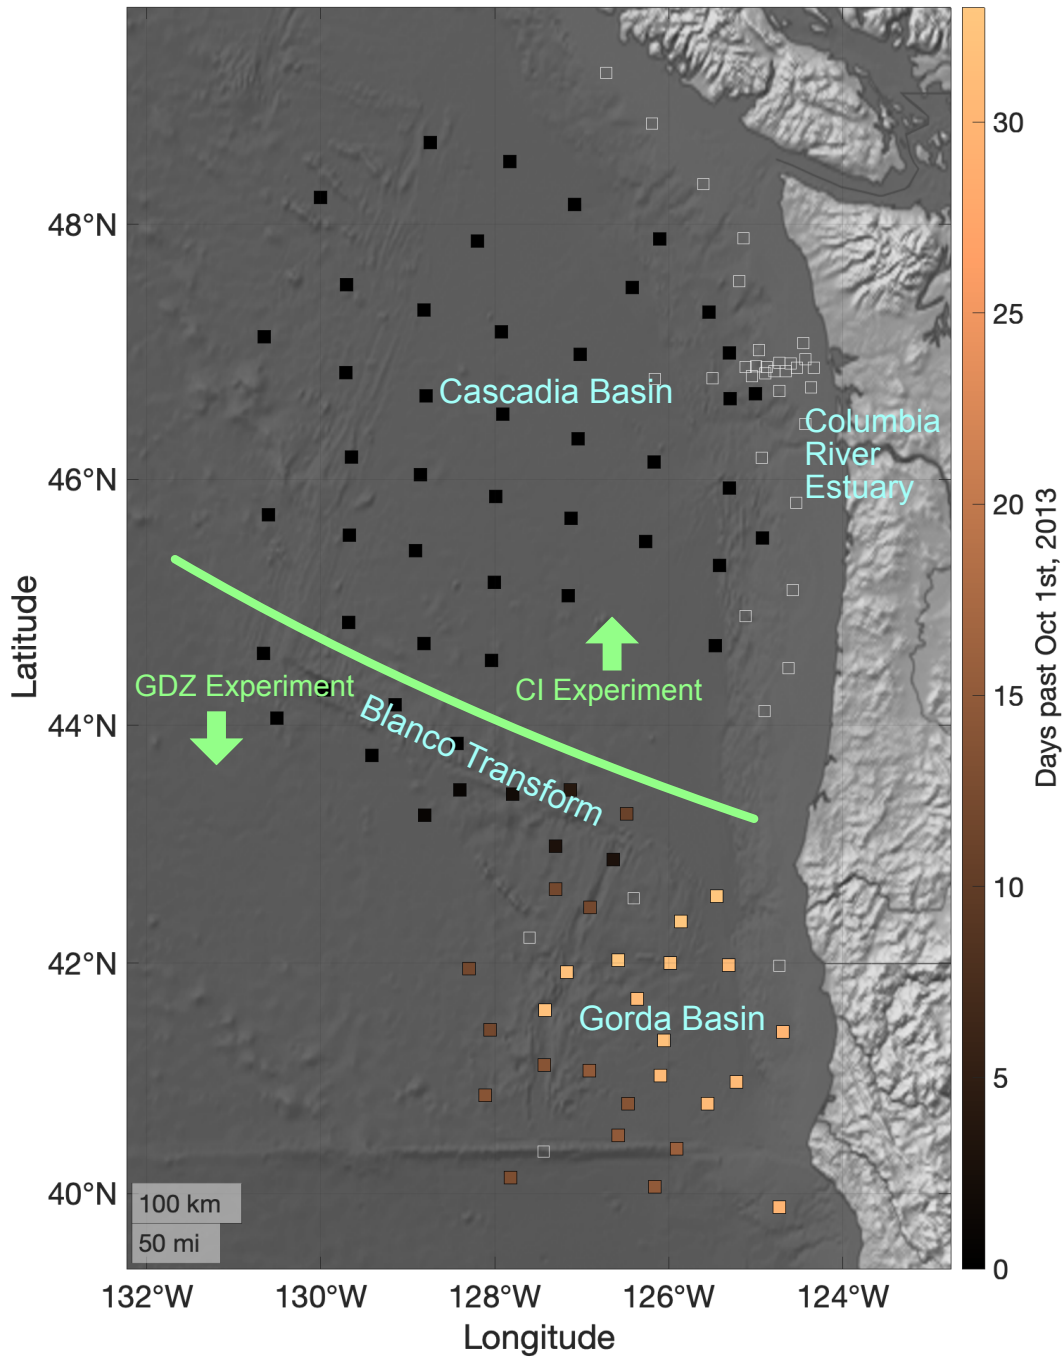 48°N
46°N
44°N
42°N
40°N
Latitude
Cascadia Basin
Columbia
River
Estuary
GDZ Experiment
CI Experiment
Blanco Transform
Gorda Basin
100 km
50 mi
132°W
130°W
128°W
126°W
124°W
Longitude
30
25
20
15
10
5
0
Days past Oct 1st, 2013